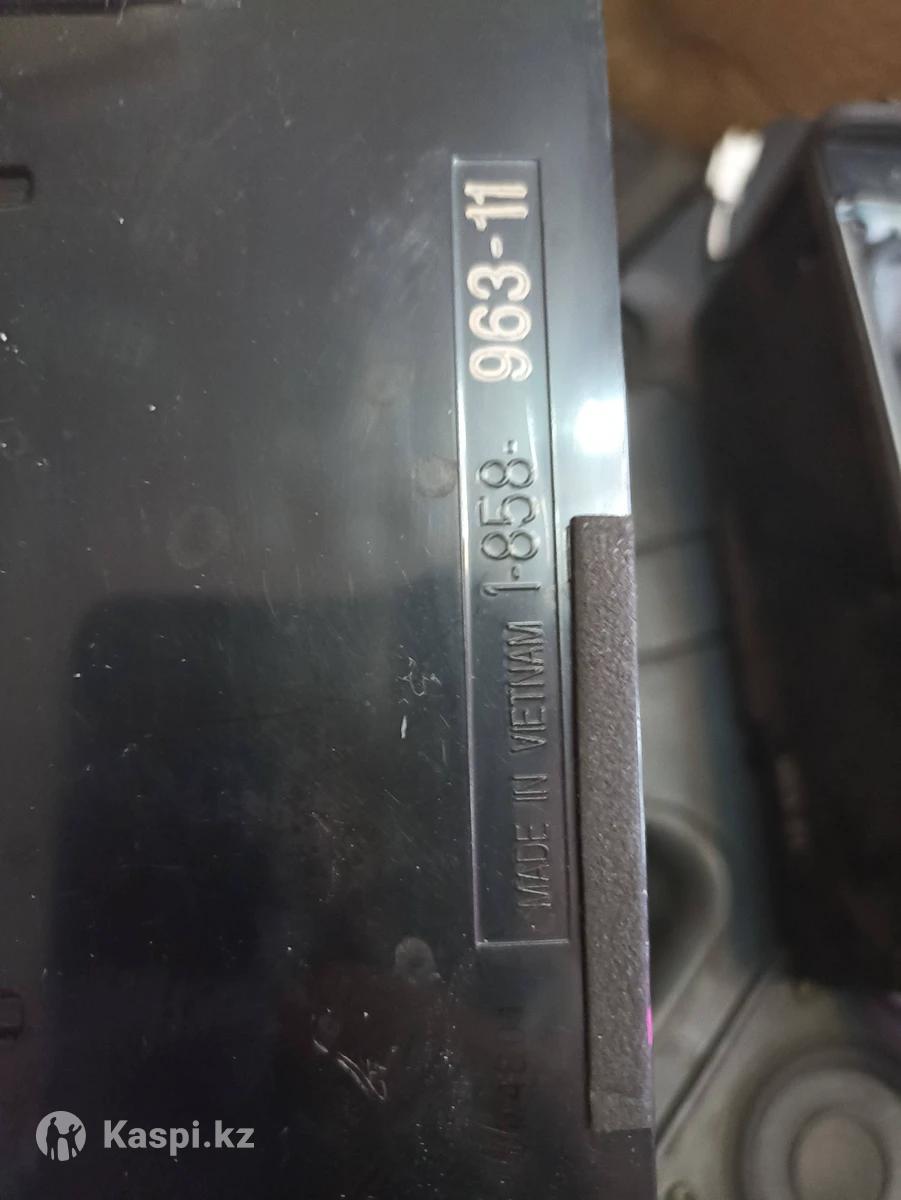 MADE IN VIETNAM 1-858- 963-11
Kaspi.kz